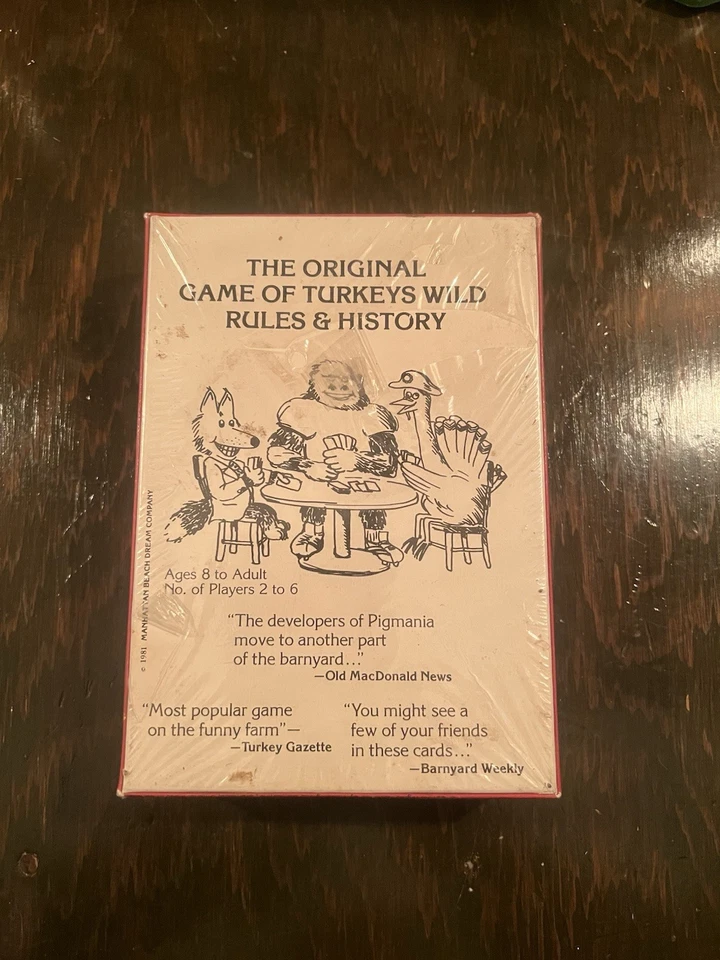 THE ORIGINAL
GAME OF TURKEYS WILD
RULES & HISTORY
© 1981 MANHATTAN BEACH DREAM COMPANY
Ages 8 to Adult
No. of Players 2 to 6
“The developers of Pigmania
move to another part
of the barnyard...”
—Old MacDonald News
“Most popular game
on the funny farm”—
—Turkey Gazette
“You might see a
few of your friends
in these cards...”
—Barnyard Weekly